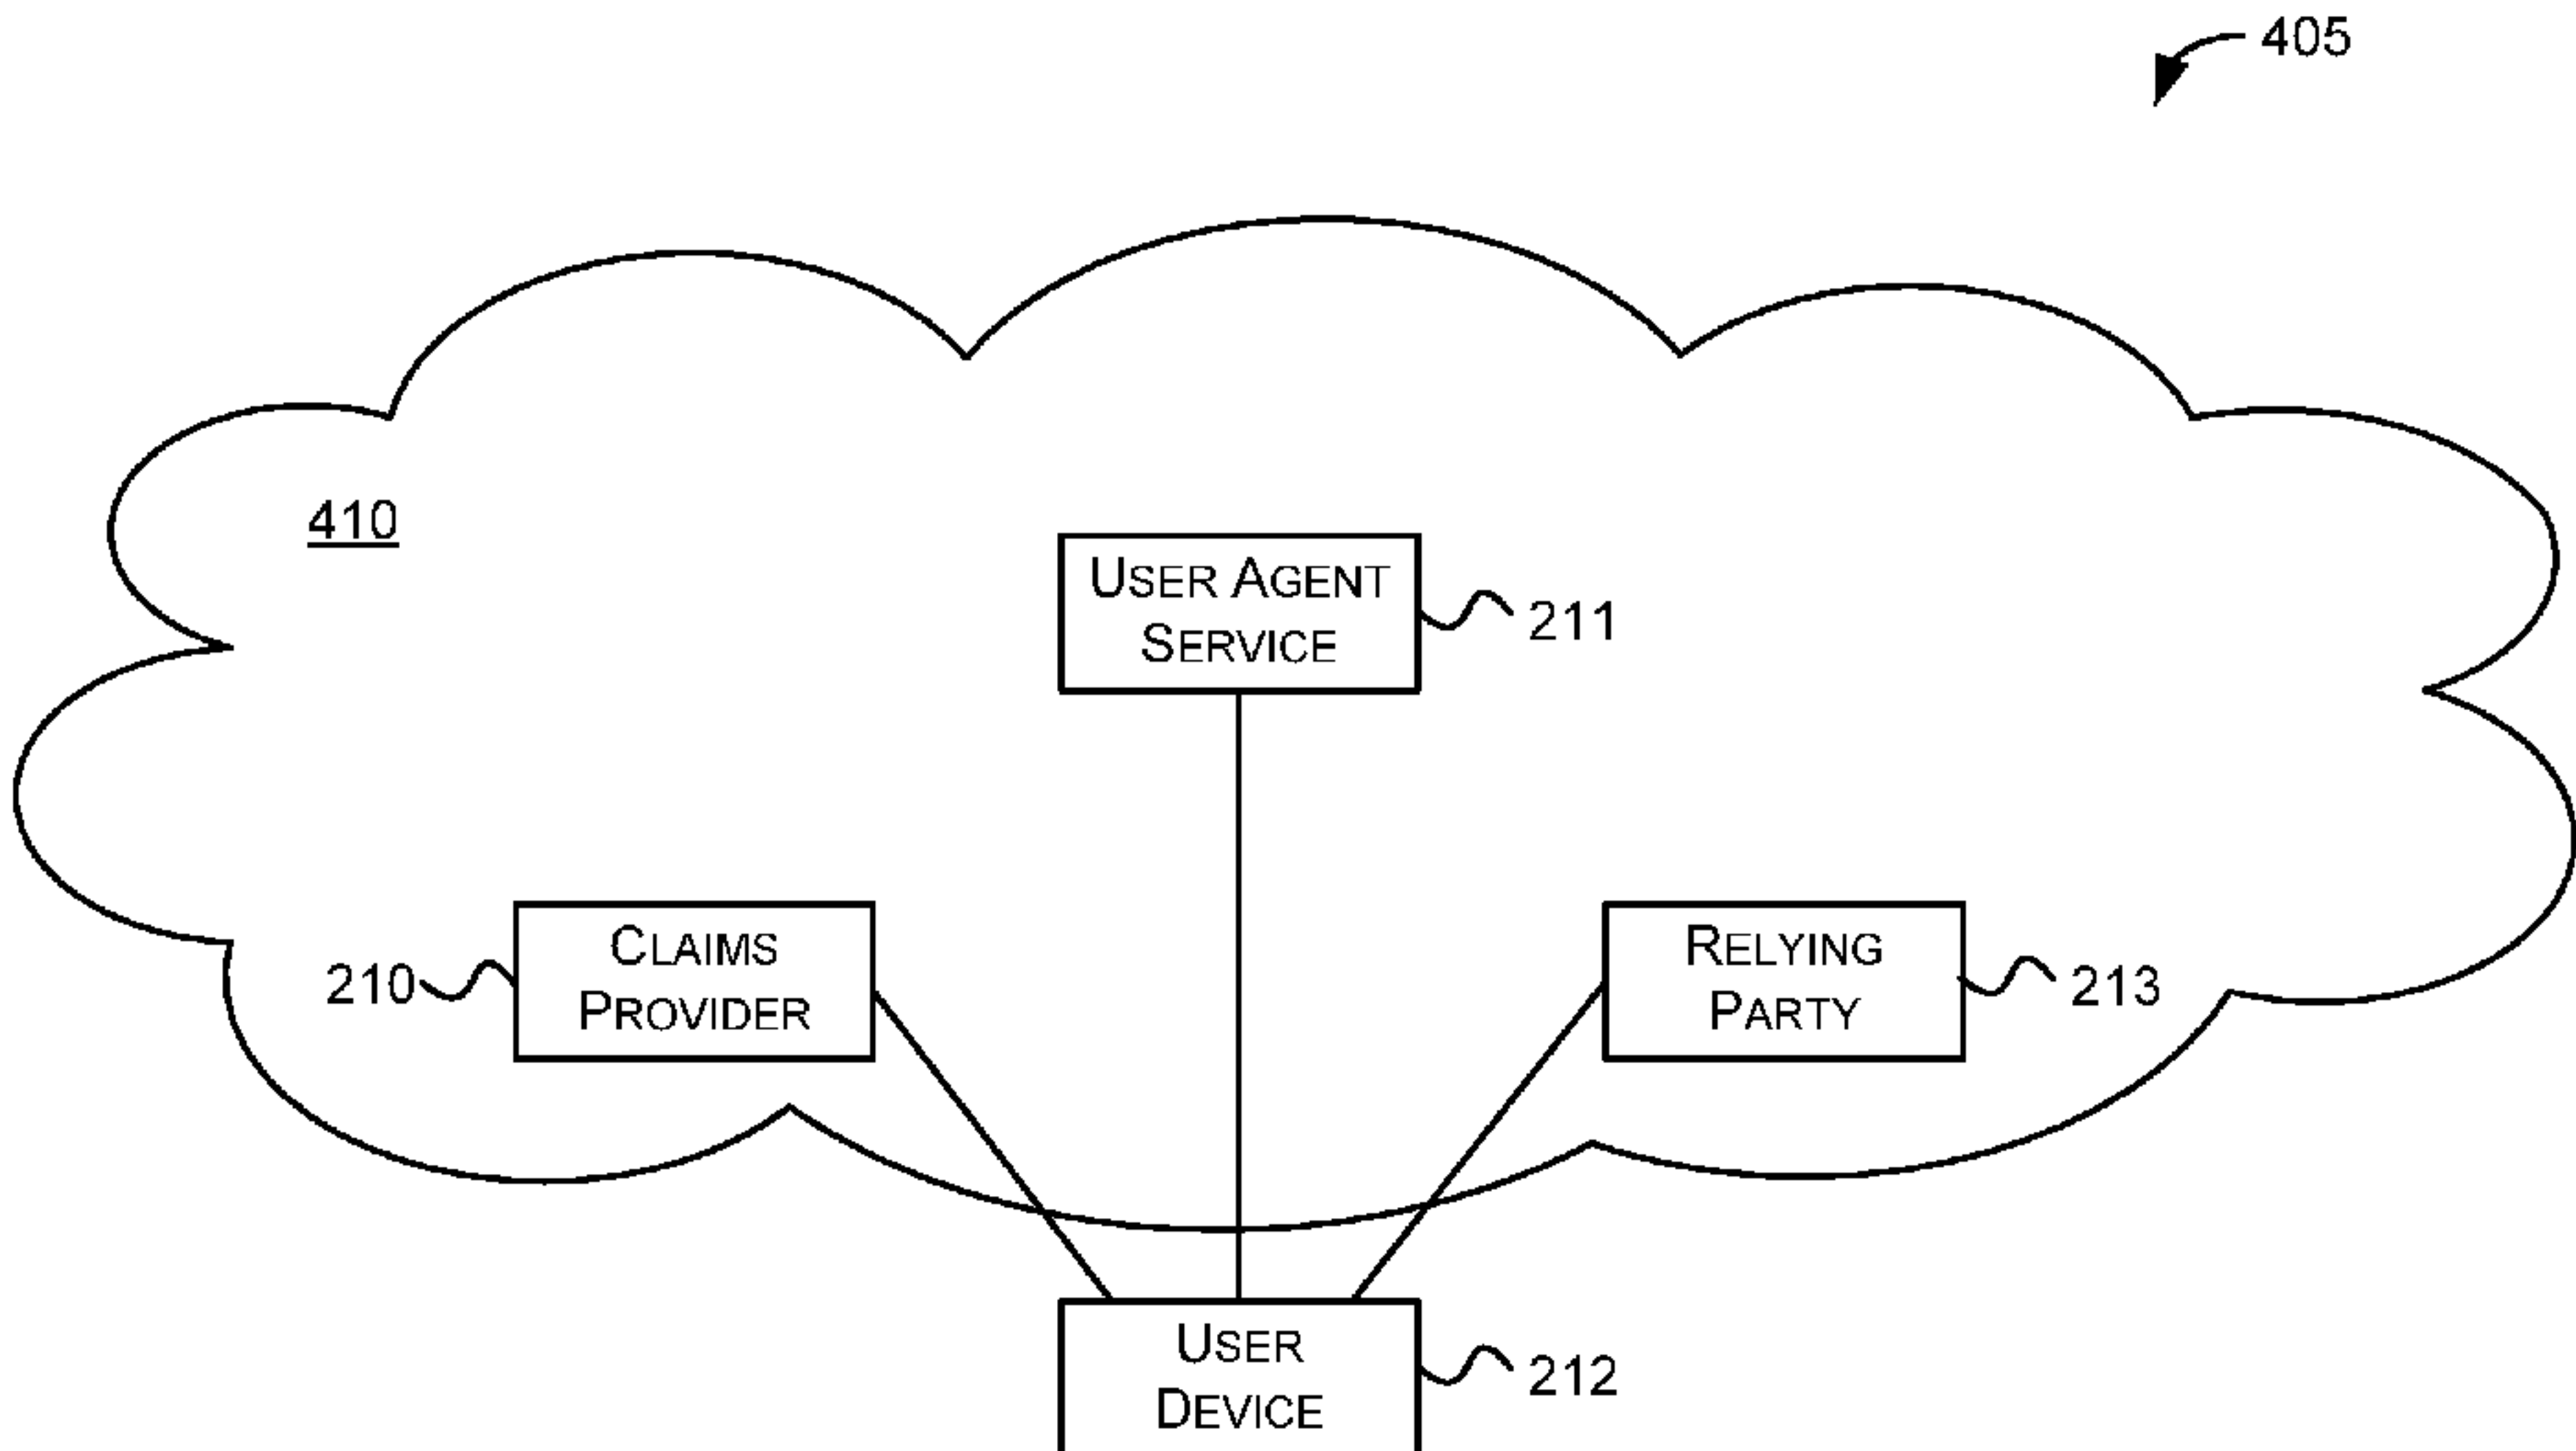 405
410
USER AGENT
SERVICE
211
CLAIMS
PROVIDER
210
RELYING
PARTY
213
USER
DEVICE
212